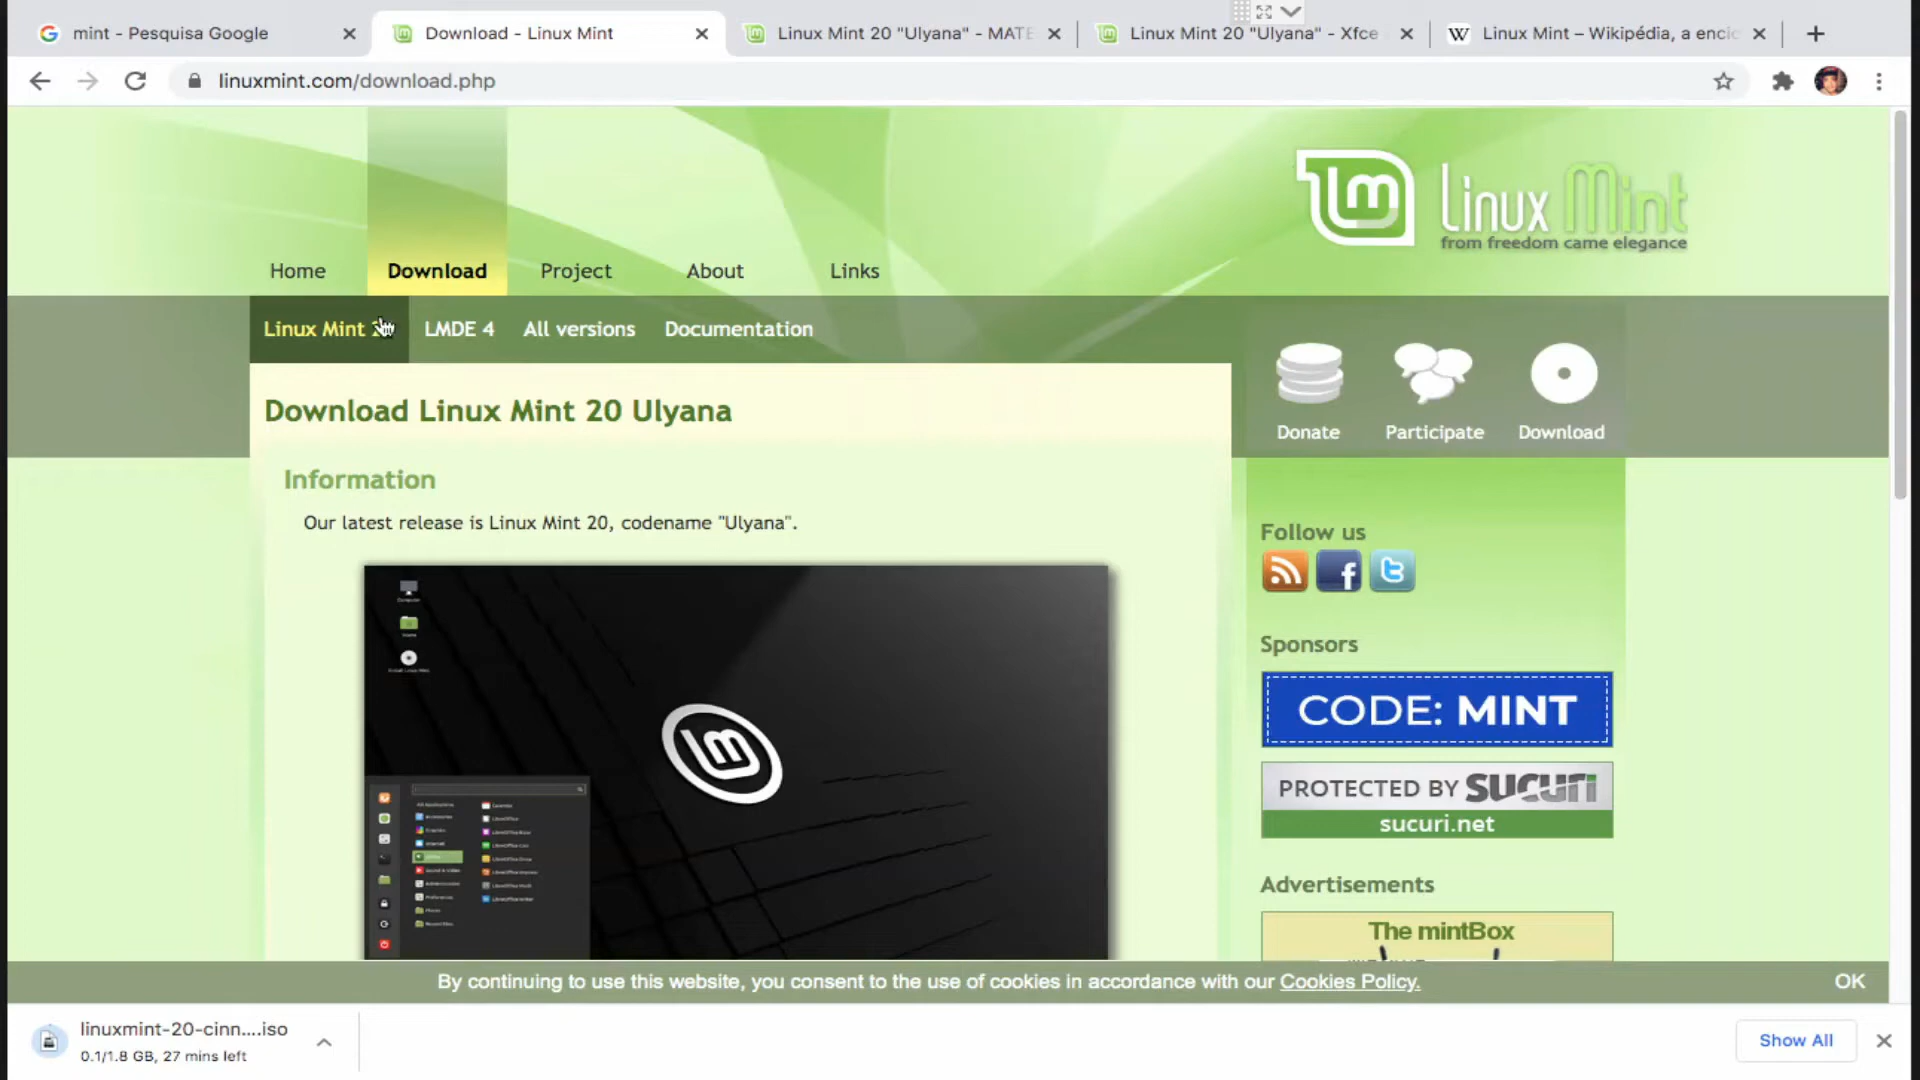 mint - Pesquisa Google
Download - Linux Mint
Linux Mint 20 "Ulyana" - MATE
Linux Mint 20 "Ulyana" - Xfce
Linux Mint – Wikipédia, a enci
linuxmint.com/download.php
Linux Mint
from freedom came elegance
Home
Download
Project
About
Links
Linux Mint
LMDE 4
All versions
Documentation
Donate
Participate
Download
Download Linux Mint 20 Ulyana
Information
Our latest release is Linux Mint 20, codename "Ulyana".
Follow us
Sponsors
CODE: MINT
PROTECTED BY SUCURI
sucuri.net
Advertisements
The mintBox
By continuing to use this website, you consent to the use of cookies in accordance with our Cookies Policy.
OK
linuxmint-20-cinn....iso
0.1/1.8 GB, 27 mins left
Show All